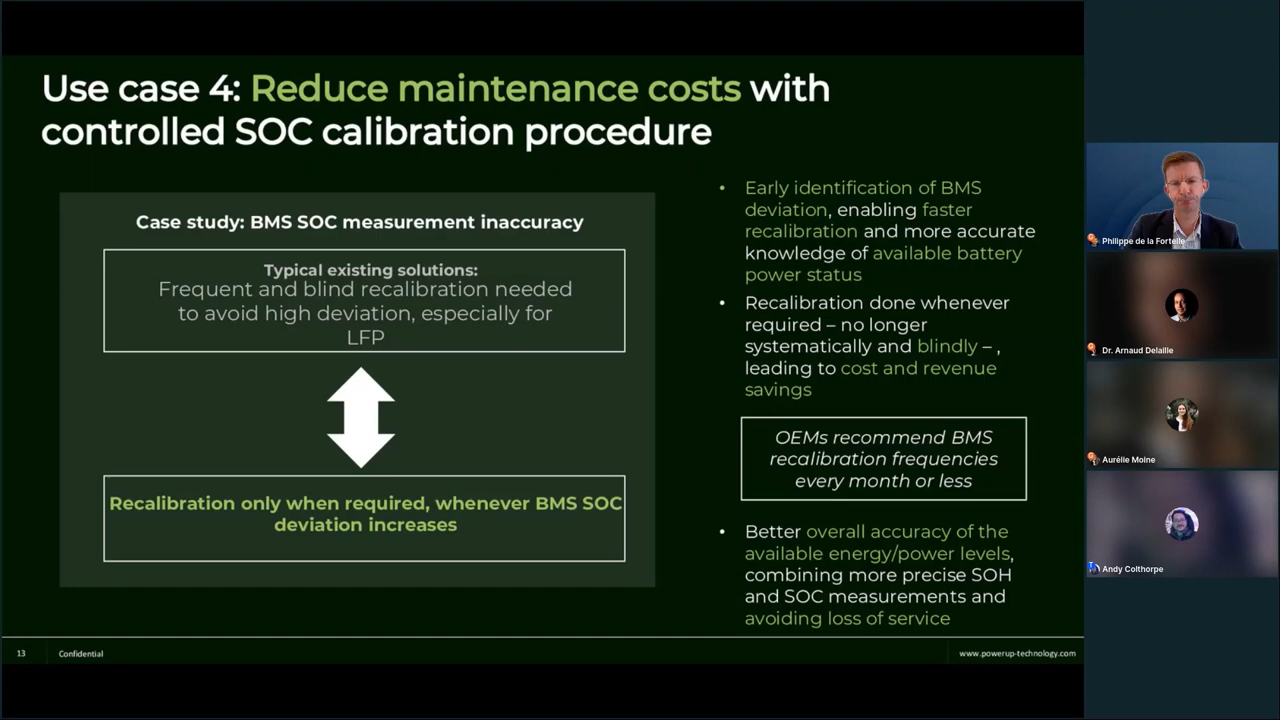 Use case 4: Reduce maintenance costs with
controlled SOC calibration procedure
Case study: BMS SOC measurement inaccuracy
Typical existing solutions:
Frequent and blind recalibration needed
to avoid high deviation, especially for
LFP
Recalibration only when required, whenever BMS SOC
deviation increases
• Early identification of BMS
deviation, enabling faster
recalibration and more accurate
knowledge of available battery
power status
• Recalibration done whenever
required – no longer
systematically and blindly – ,
leading to cost and revenue
savings
OEMs recommend BMS
recalibration frequencies
every month or less
• Better overall accuracy of the
available energy/power levels,
combining more precise SOH
and SOC measurements and
avoiding loss of service
13
Confidential
www.powerup-technology.com
Philippe de la Fortelle
Dr. Arnaud Delaille
Aurélie Moine
Andy Colthorpe